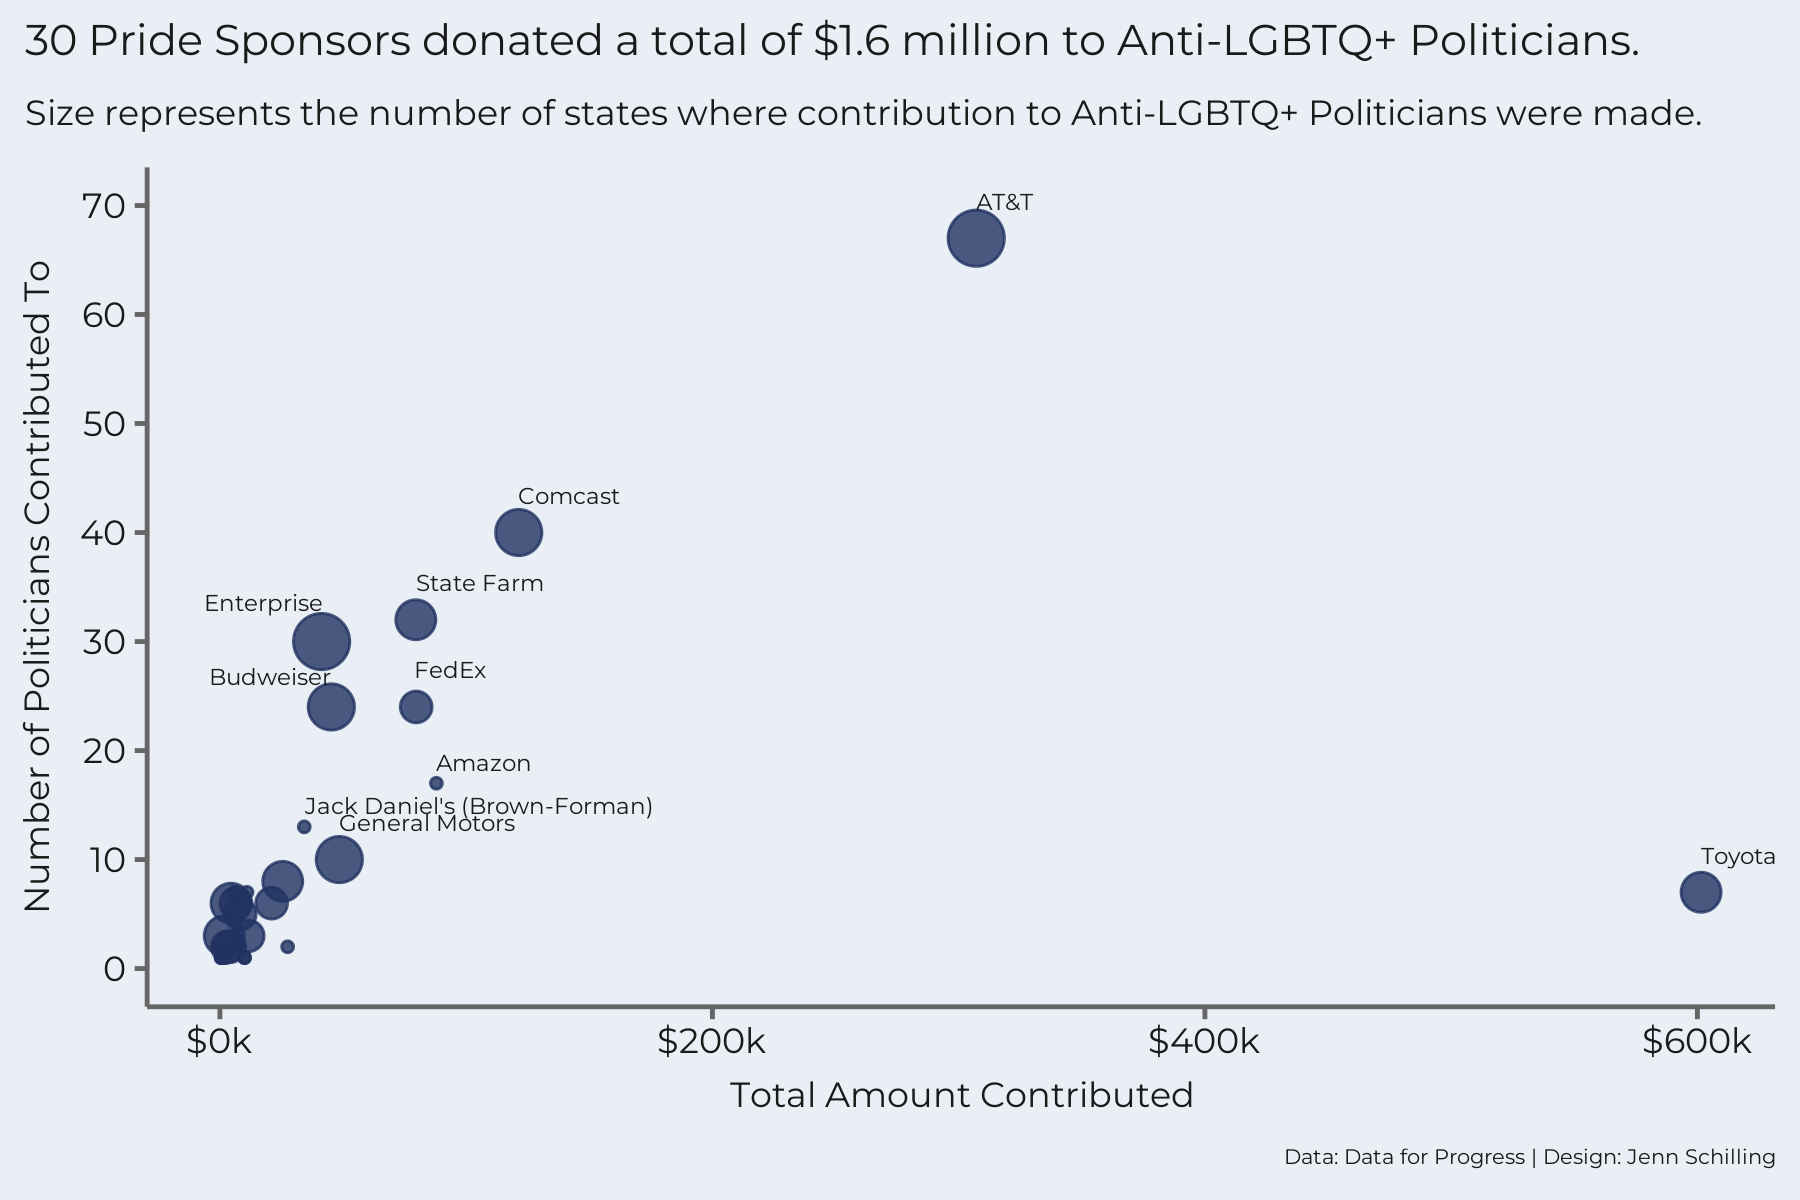 30 Pride Sponsors donated a total of $1.6 million to Anti-LGBTQ+ Politicians.
Size represents the number of states where contribution to Anti-LGBTQ+ Politicians were made.
Number of Politicians Contributed To
70
60
50
40
30
20
10
0
AT&T
Comcast
State Farm
Enterprise
FedEx
Budweiser
Amazon
Jack Daniel's (Brown-Forman)
General Motors
Toyota
$0k
$200k
$400k
$600k
Total Amount Contributed
Data: Data for Progress | Design: Jenn Schilling